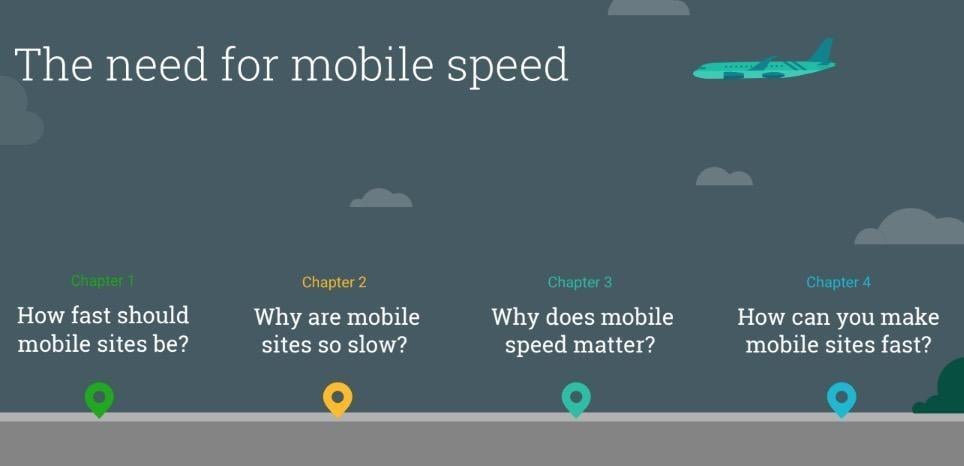 The need for mobile speed
Chapter 1
How fast should
mobile sites be?
Chapter 2
Why are mobile
sites so slow?
Chapter 3
Why does mobile
speed matter?
Chapter 4
How can you make
mobile sites fast?